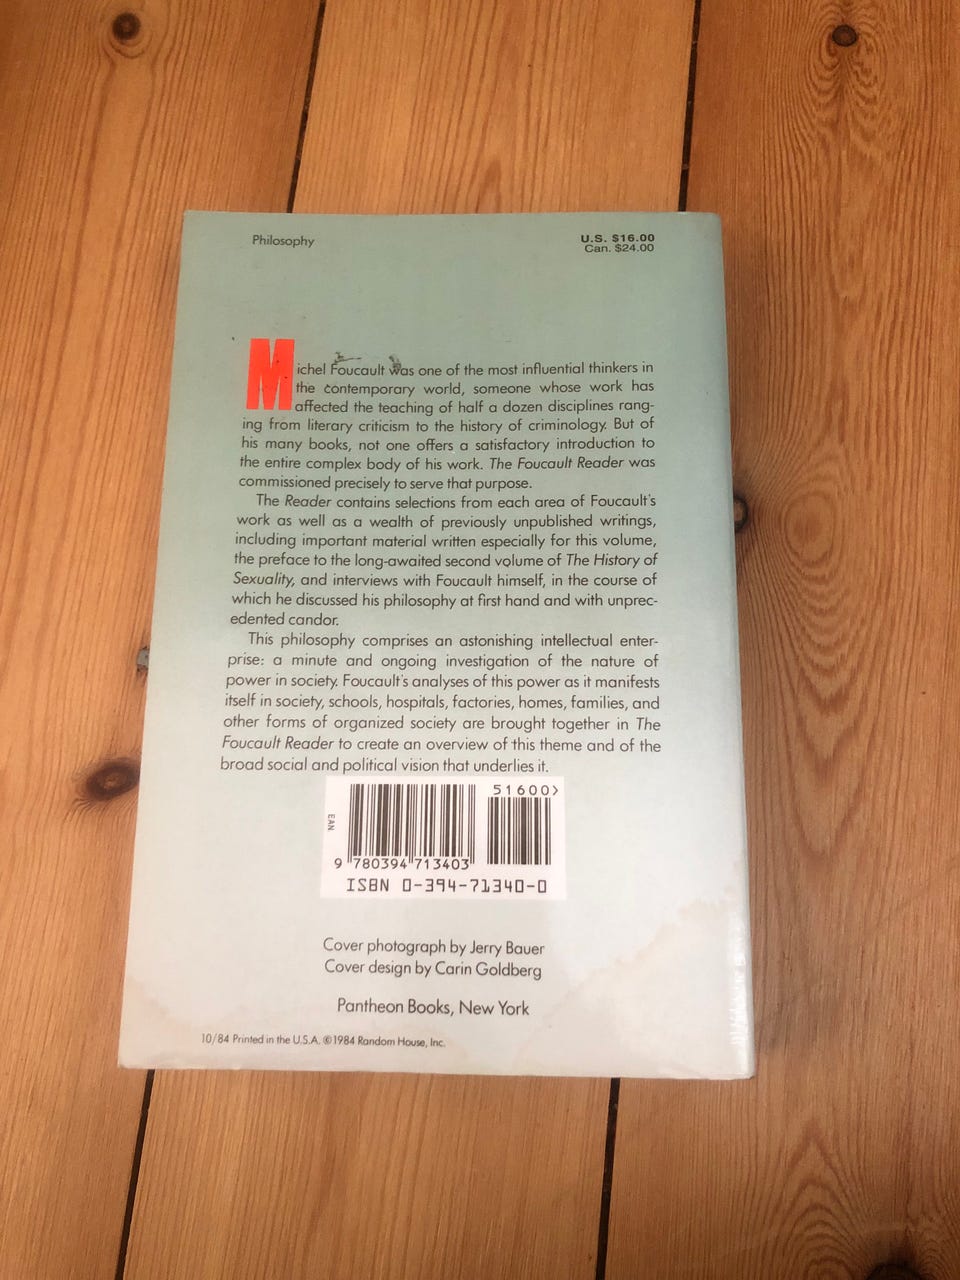 Philosophy
U.S. $16.00
Can. $24.00
Michel Foucault was one of the most influential thinkers in
the contemporary world, someone whose work has
affected the teaching of half a dozen disciplines rang-
ing from literary criticism to the history of criminology. But of
his many books, not one offers a satisfactory introduction to
the entire complex body of his work. The Foucault Reader was
commissioned precisely to serve that purpose.
The Reader contains selections from each area of Foucault's
work as well as a wealth of previously unpublished writings,
including important material written especially for this volume,
the preface to the long-awaited second volume of The History of
Sexuality, and interviews with Foucault himself, in the course of
which he discussed his philosophy at first hand and with unprec-
edented candor.
This philosophy comprises an astonishing intellectual enter-
prise: a minute and ongoing investigation of the nature of
power in society. Foucault's analyses of this power as it manifests
itself in society, schools, hospitals, factories, homes, families, and
other forms of organized society are brought together in The
Foucault Reader to create an overview of this theme and of the
broad social and political vision that underlies it.
51600>
EAN
9 780394 713403
ISBN 0-394-71340-0
Cover photograph by Jerry Bauer
Cover design by Carin Goldberg
Pantheon Books, New York
10/84 Printed in the U.S.A. ©1984 Random House, Inc.